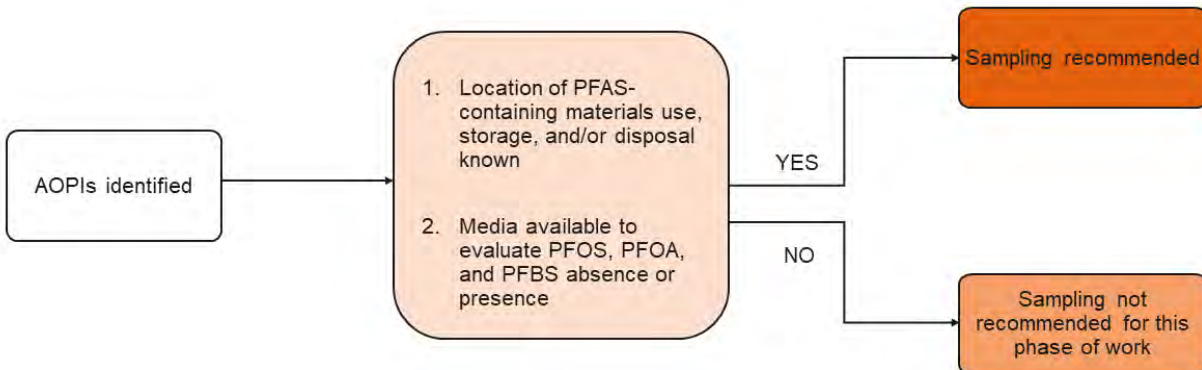 AOPIs identified
1. Location of PFAS-
containing materials use,
storage, and/or disposal
known
2. Media available to
evaluate PFOS, PFOA,
and PFBS absence or
presence
YES
NO
Sampling recommended
Sampling not
recommended for this
phase of work